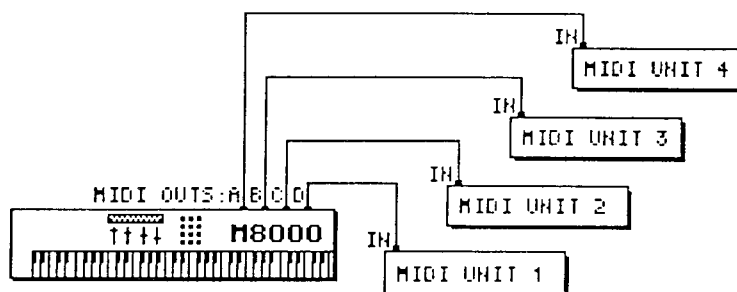 IN
MIDI UNIT 4
IN
MIDI UNIT 3
MIDI OUTS:A B C D
IN
MIDI UNIT 2
M8000
IN
MIDI UNIT 1